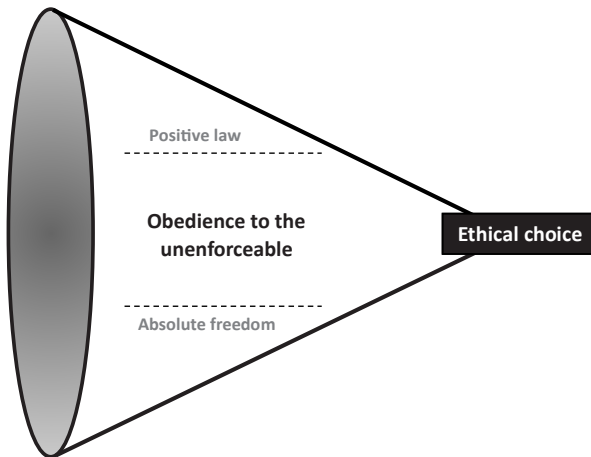 Positive law
Obedience to the
unenforceable
Ethical choice
Absolute freedom